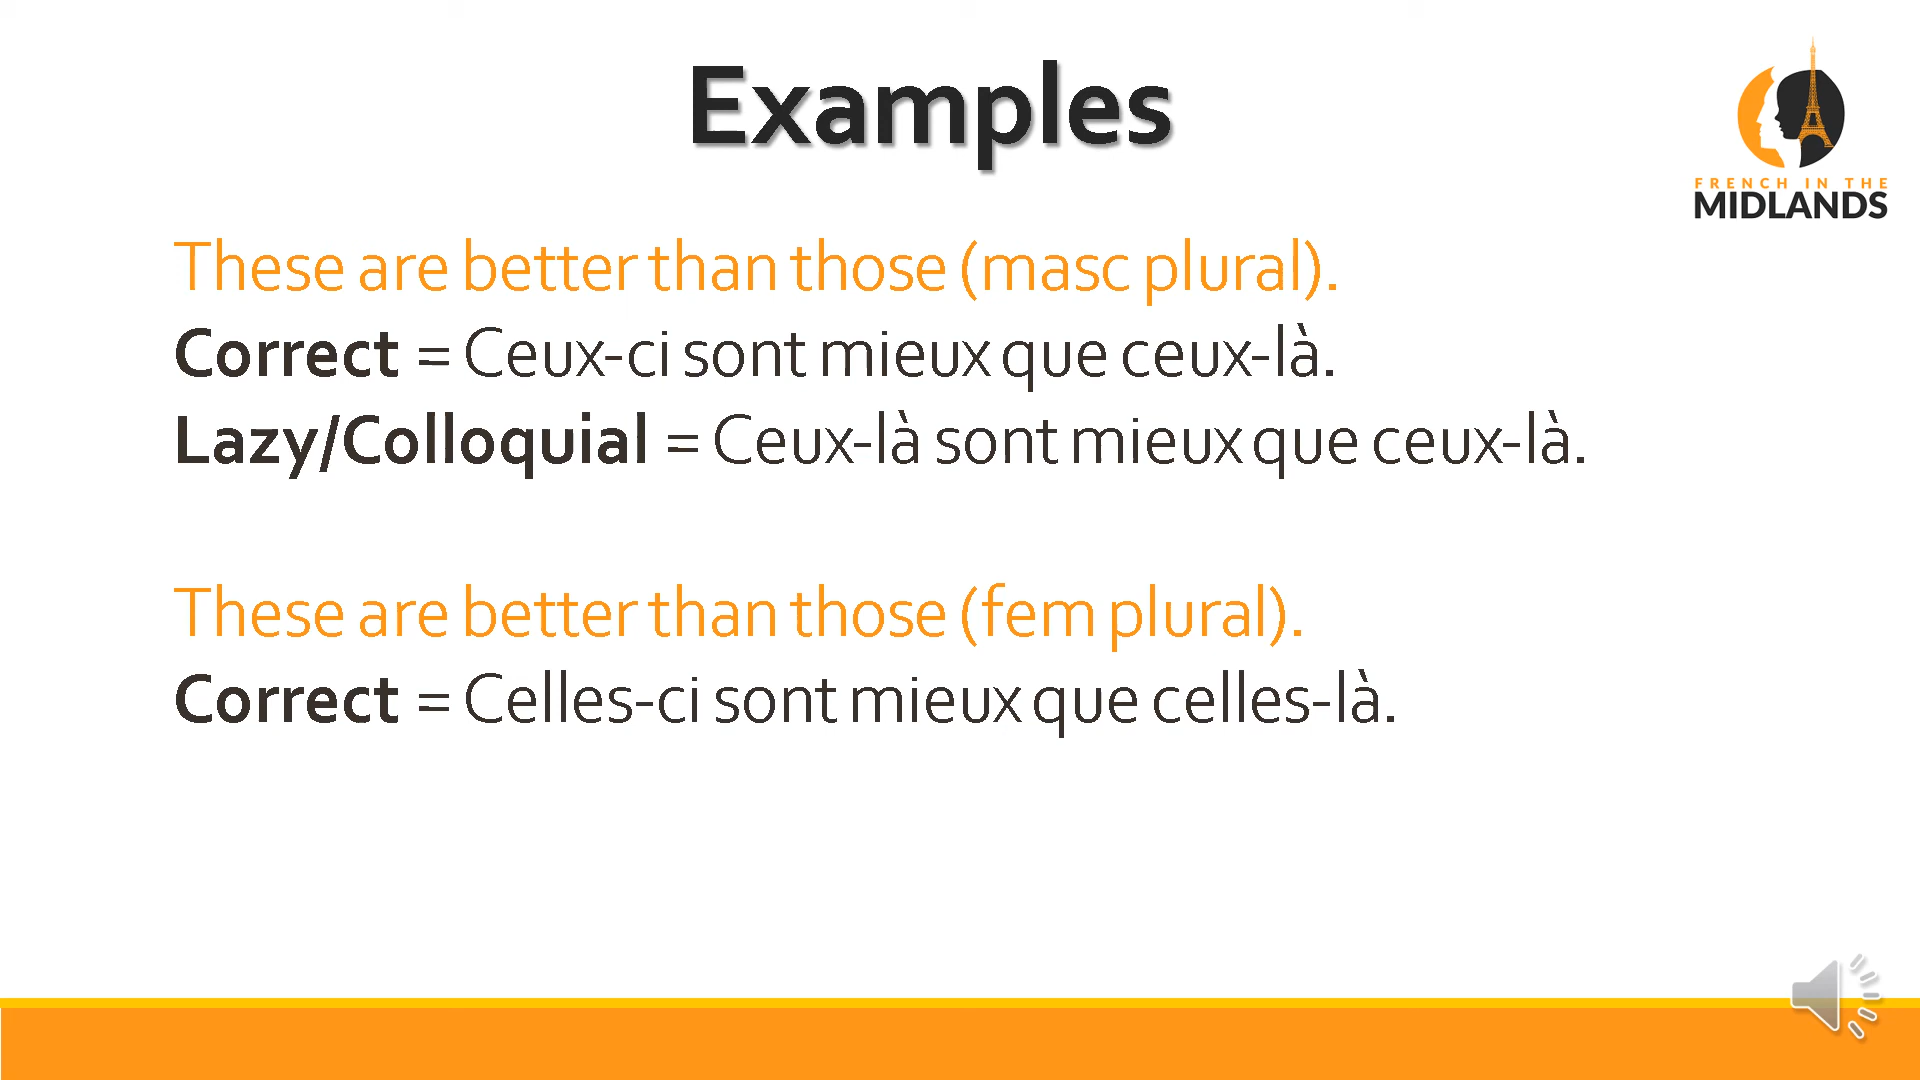 Examples
FRENCH IN THE
MIDLANDS
These are better than those (masc plural).
Correct = Ceux-ci sont mieux que ceux-là.
Lazy/Colloquial = Ceux-là sont mieux que ceux-là.
These are better than those (fem plural).
Correct = Celles-ci sont mieux que celles-là.